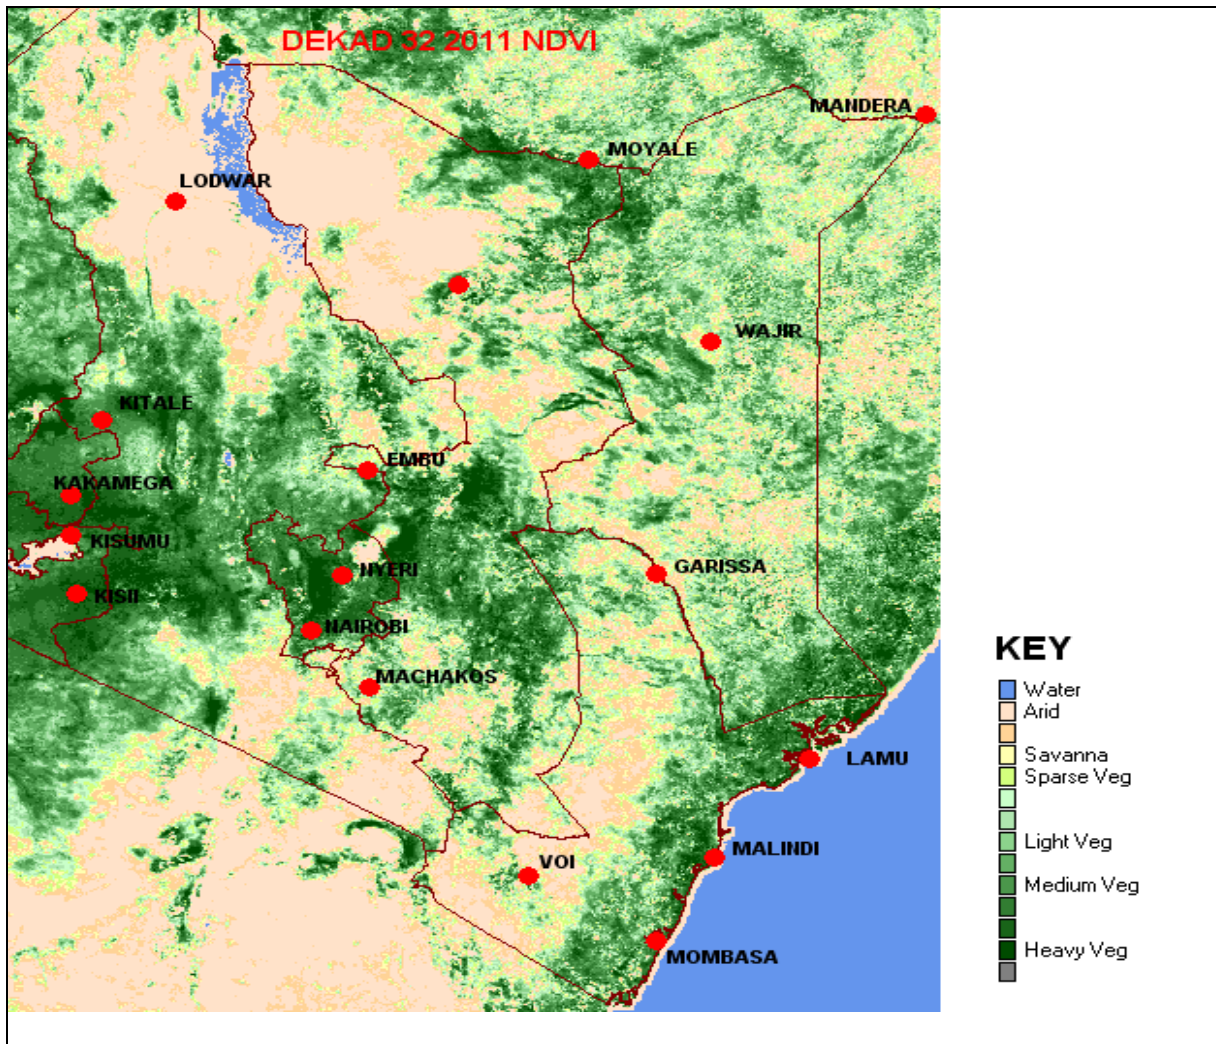 DEKAD 32 2011 NDVI
MANDERA
MOYALE
LODWAR
WAJIR
KITALE
EMBU
KAKAMEGA
KISUMU
GARISSA
NYERI
KISII
NAIROBI
MACHAKOS
LAMU
MALINDI
VOI
MOMBASA
KEY
Water
Arid
Savanna
Sparse Veg
Light Veg
Medium Veg
Heavy Veg